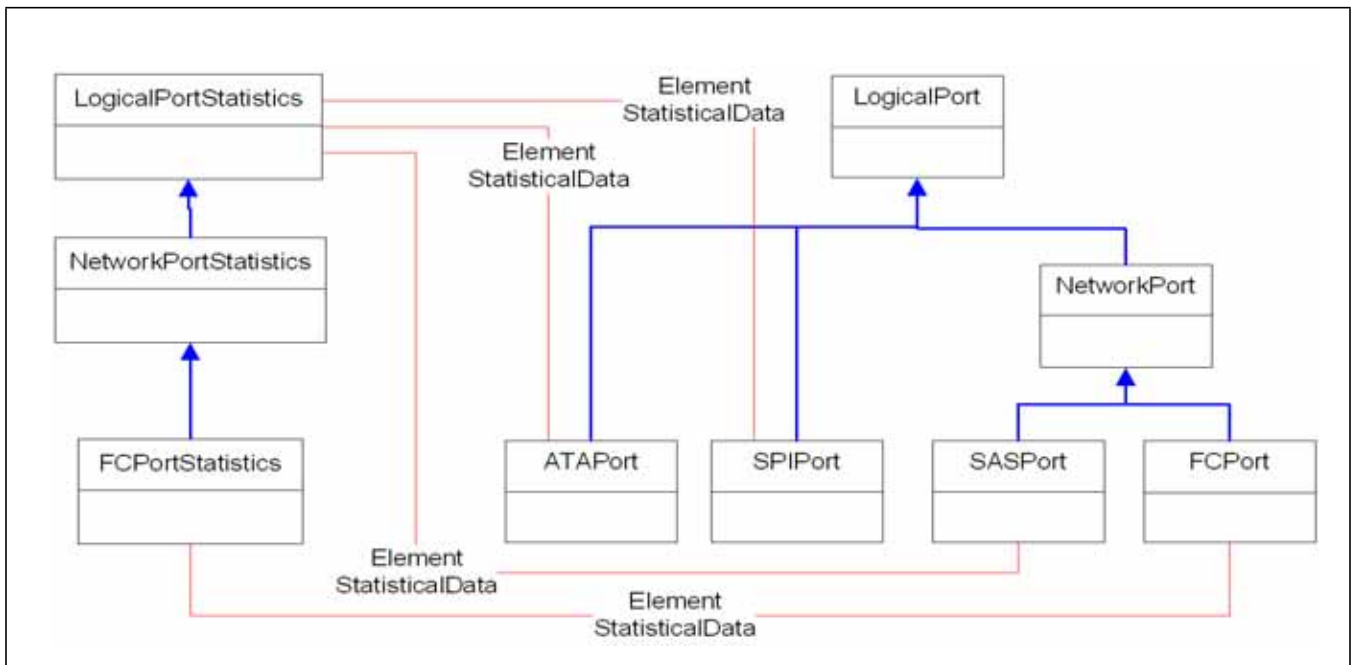 LogicalPortStatistics
Element
StatisticalData
LogicalPort
Element
StatisticalData
NetworkPortStatistics
NetworkPort
FCPortStatistics
ATAPort
SPIPort
SASPort
FCPort
Element
StatisticalData
Element
StatisticalData